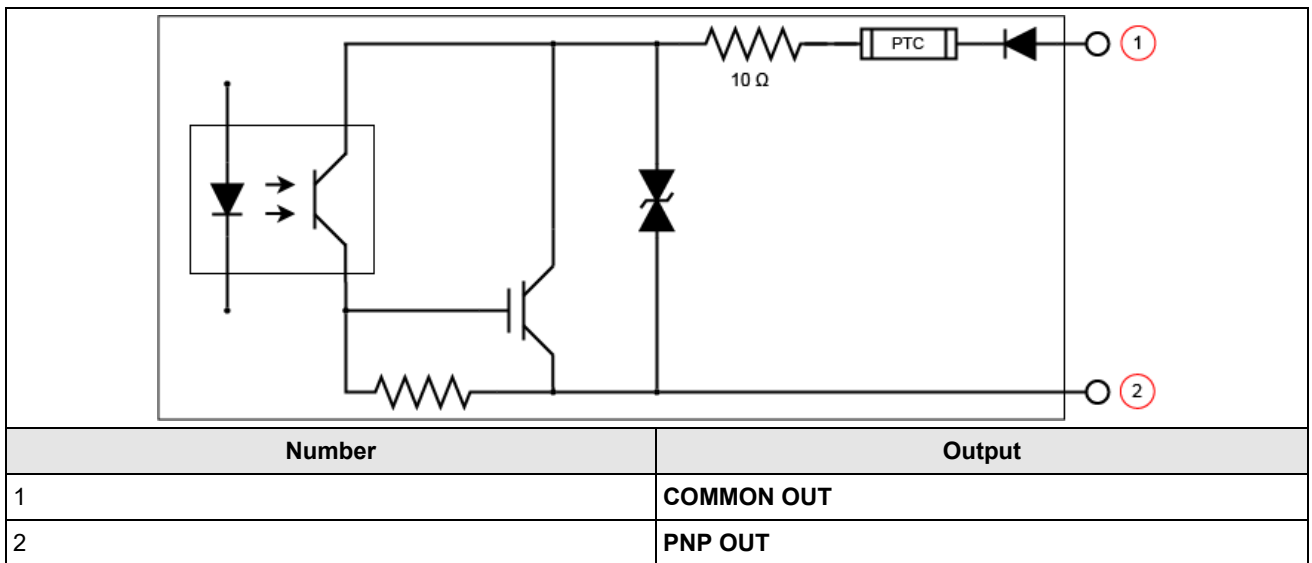 PTC
1
10 Ω
2
Number Output
1 COMMON OUT
2 PNP OUT